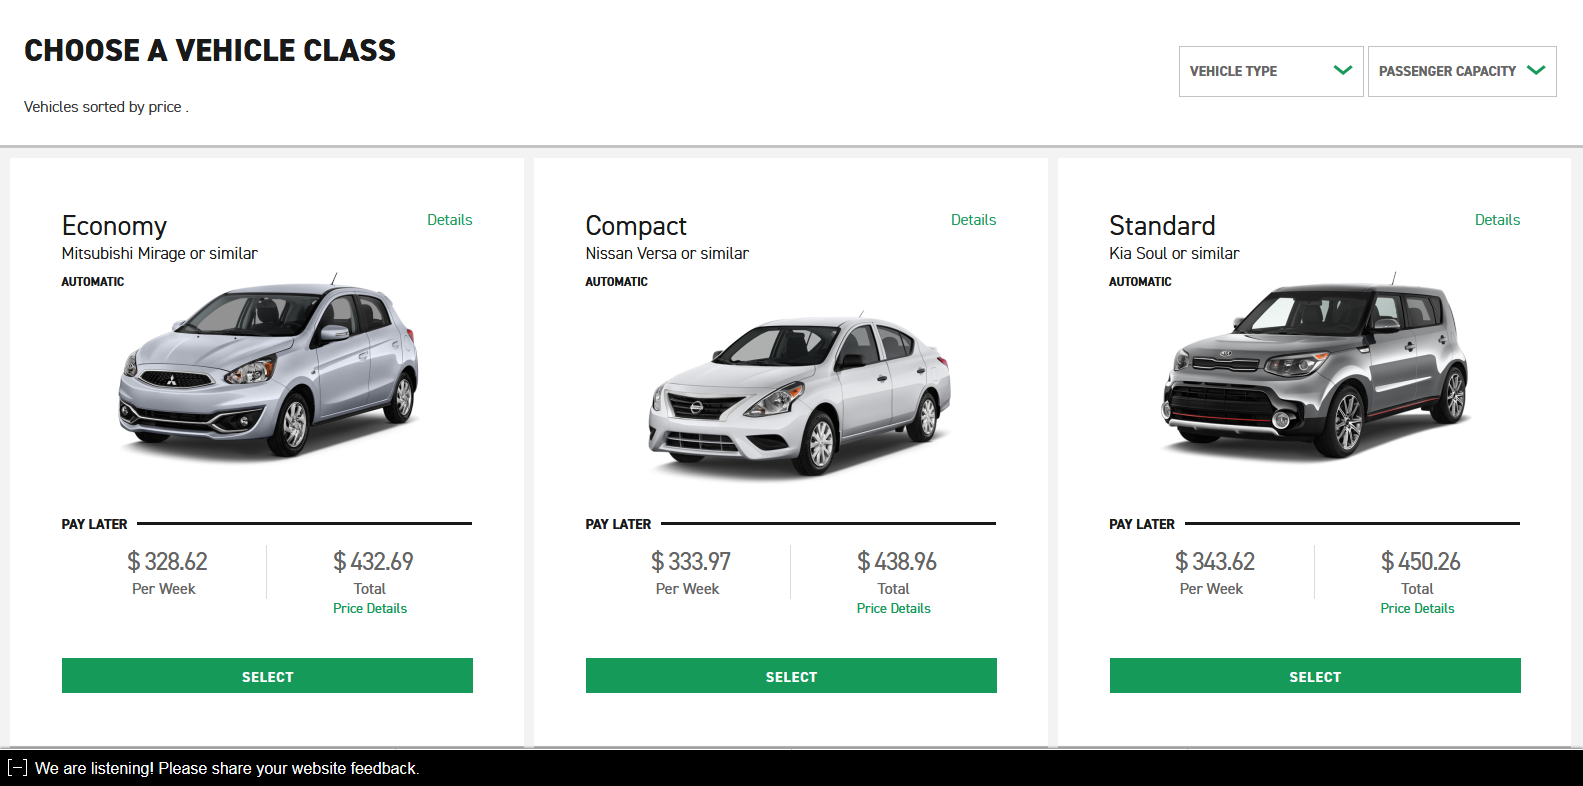 CHOOSE A VEHICLE CLASS
Vehicles sorted by price .
VEHICLE TYPE
PASSENGER CAPACITY
Economy
Details
Mitsubishi Mirage or similar
AUTOMATIC
PAY LATER
$ 328.62
Per Week
$ 432.69
Total
Price Details
SELECT
Compact
Details
Nissan Versa or similar
AUTOMATIC
PAY LATER
$ 333.97
Per Week
$ 438.96
Total
Price Details
SELECT
Standard
Details
Kia Soul or similar
AUTOMATIC
PAY LATER
$ 343.62
Per Week
$ 450.26
Total
Price Details
SELECT
[–] We are listening! Please share your website feedback.